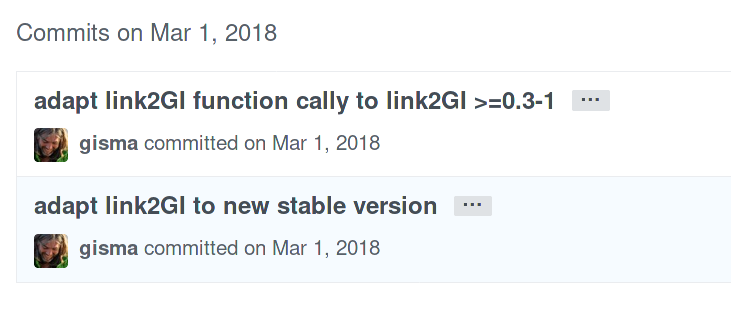 Commits on Mar 1, 2018
adapt link2GI function cally to link2GI >=0.3-1 ...
gisma committed on Mar 1, 2018
adapt link2GI to new stable version ...
gisma committed on Mar 1, 2018